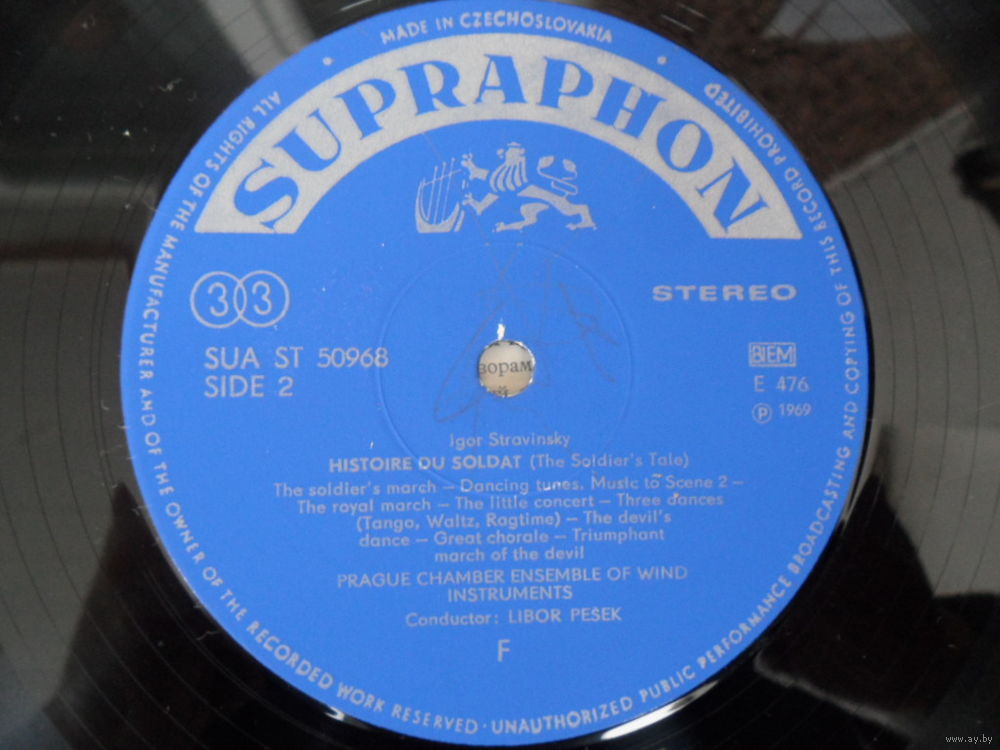 MADE IN CZECHOSLOVAKIA
SUPRAPHON
ALL RIGHTS OF THE MANUFACTURER AND OF THE OWNER OF THE RECORDED WORK RESERVED · UNAUTHORIZED PUBLIC PERFORMANCE BROADCASTING AND COPYING OF THIS RECORD PROHIBITED
33
STEREO
SUA ST 50968
SIDE 2
BIEM
E 476
Ⓟ 1969
зорам
Igor Stravinsky
HISTOIRE DU SOLDAT (The Soldier's Tale)
The soldier's march – Dancing tunes. Music to Scene 2 –
The royal march – The little concert – Three dances
(Tango, Waltz, Ragtime) – The devil's
dance – Great chorale – Triumphant
march of the devil
PRAGUE CHAMBER ENSEMBLE OF WIND
INSTRUMENTS
Conductor: LIBOR PEŠEK
F
www.ay.by